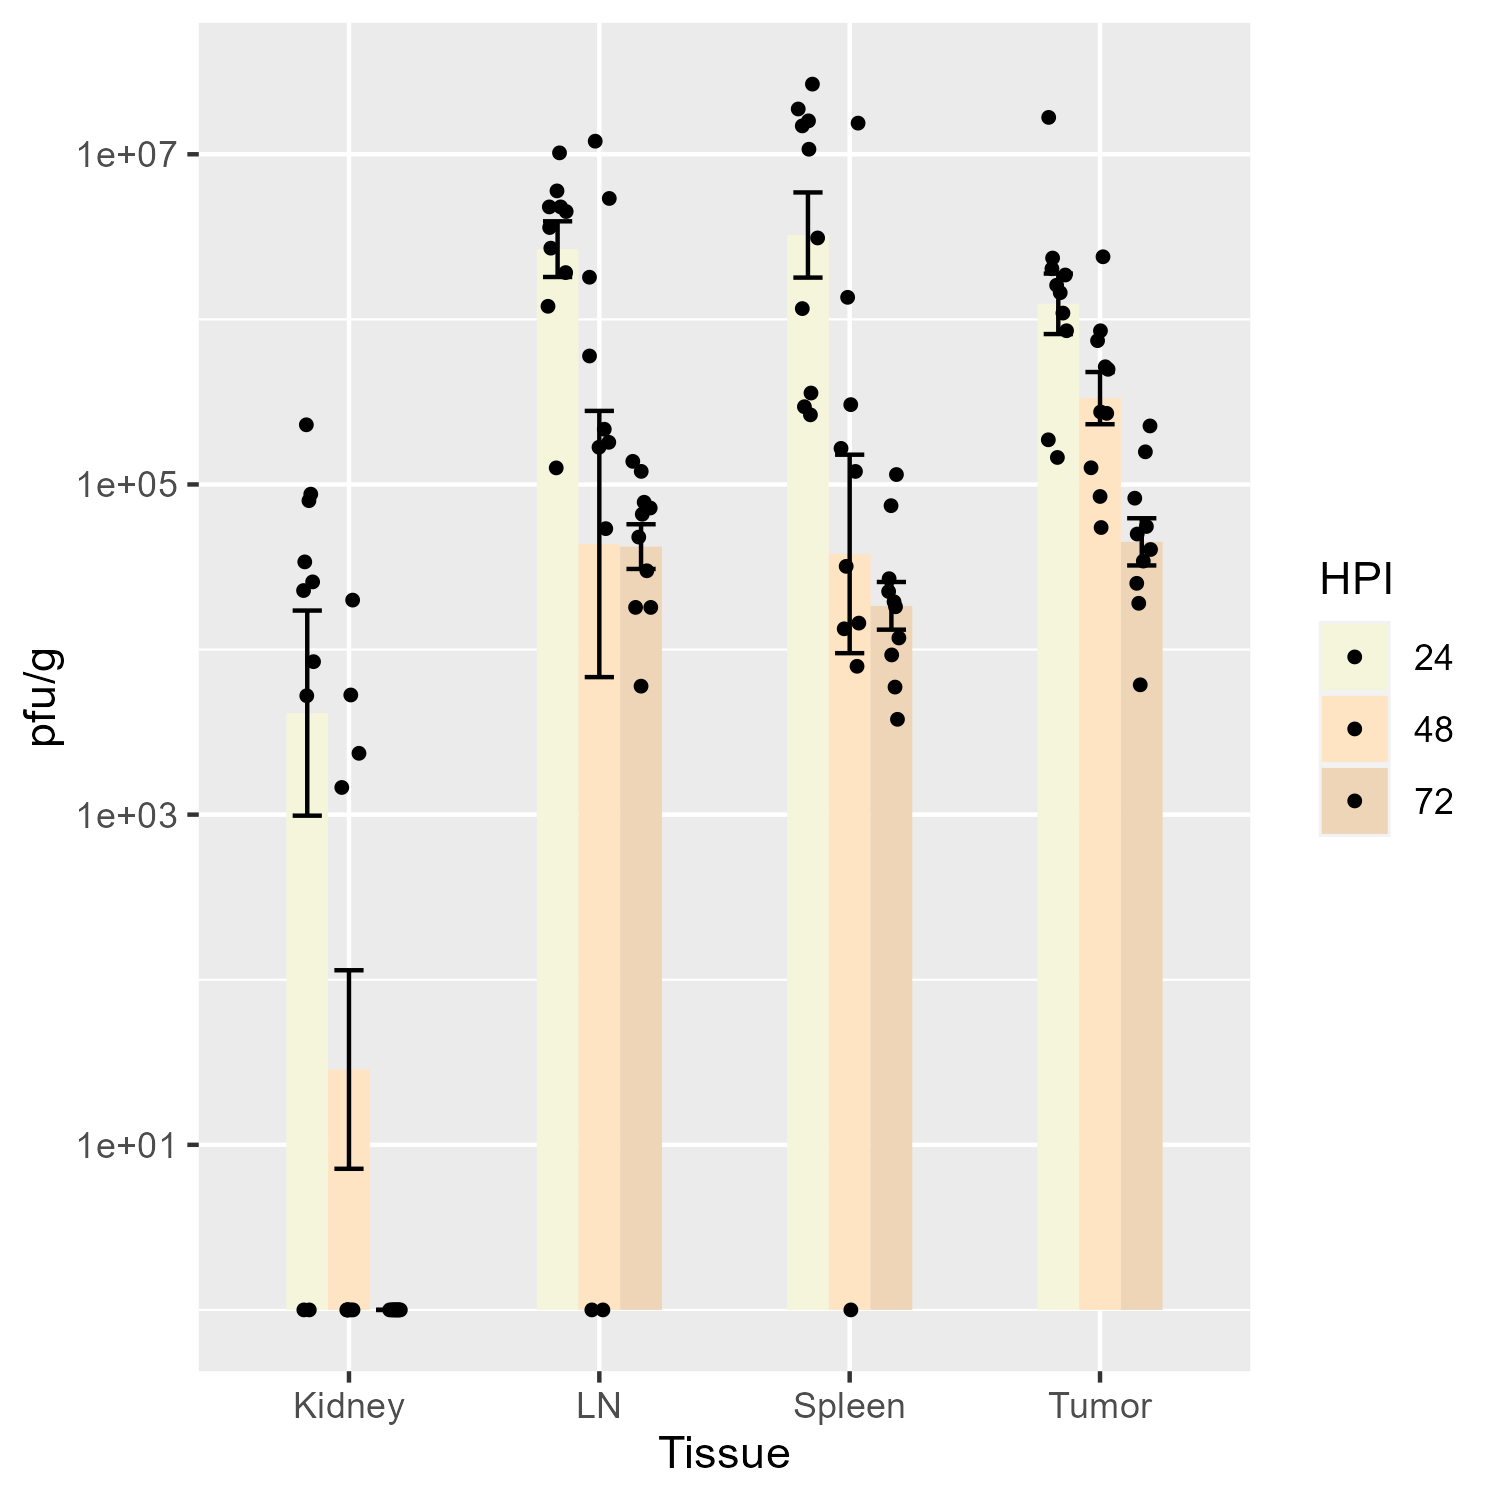 pfu/g
1e+07
1e+05
1e+03
1e+01
Kidney
LN
Spleen
Tumor
Tissue
HPI
24
48
72